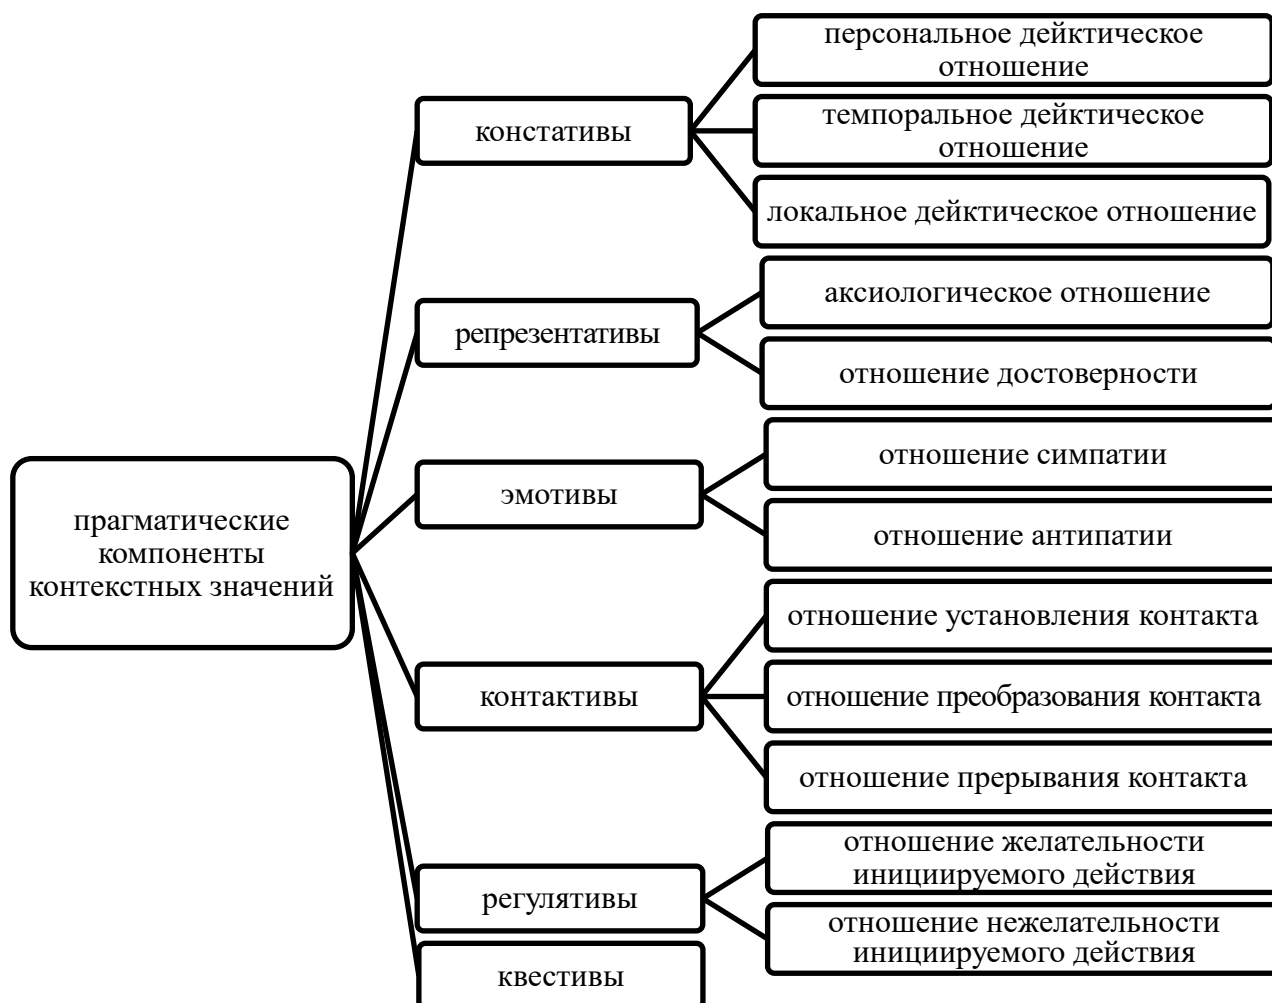 персональное дейктическое
отношение
констативы
темпоральное дейктическое
отношение
локальное дейктическое отношение
репрезентативы
аксиологическое отношение
отношение достоверности
прагматические
компоненты
контекстных значений
эмотивы
отношение симпатии
отношение антипатии
контактивы
отношение установления контакта
отношение преобразования контакта
отношение прерывания контакта
регулятивы
отношение желательности
инициируемого действия
отношение нежелательности
инициируемого действия
квестивы